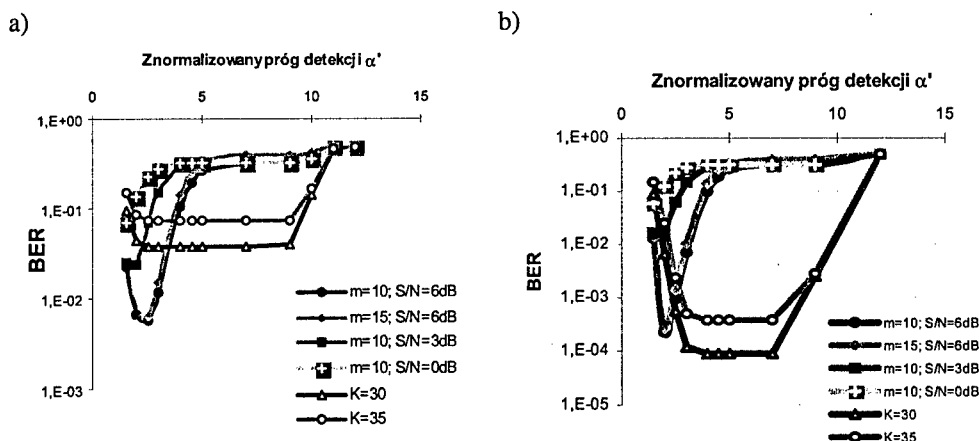 a)
Znormalizowany próg detekcji α'
0 5 10 15
1,E+00
1,E-01
1,E-02
1,E-03
BER
m=10; S/N=6dB
m=15; S/N=6dB
m=10; S/N=3dB
m=10; S/N=0dB
K=30
K=35
b)
Znormalizowany próg detekcji α'
0 5 10 15
1,E+00
1,E-01
1,E-02
1,E-03
1,E-04
1,E-05
BER
m=10; S/N=6dB
m=15; S/N=6dB
m=10; S/N=3dB
m=10; S/N=0dB
K=30
K=35